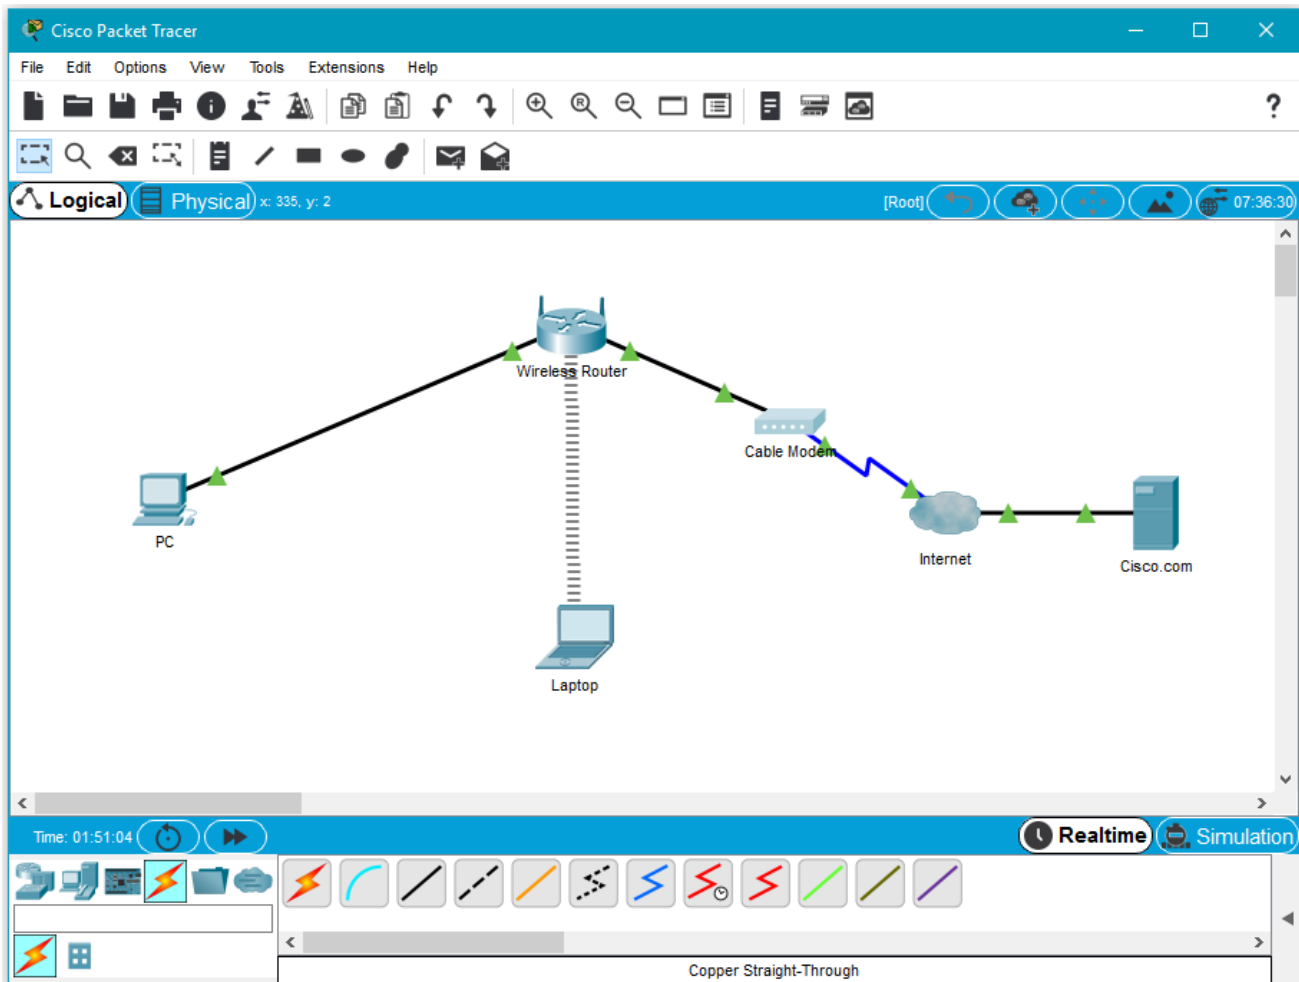 Cisco Packet Tracer
File Edit Options View Tools Extensions Help
R
?
Logical Physical x: 335, y: 2 [Root] 07:36:30
Wireless Router
Cable Modem
PC
Internet
Cisco.com
Laptop
Time: 01:51:04 Realtime Simulation
Copper Straight-Through